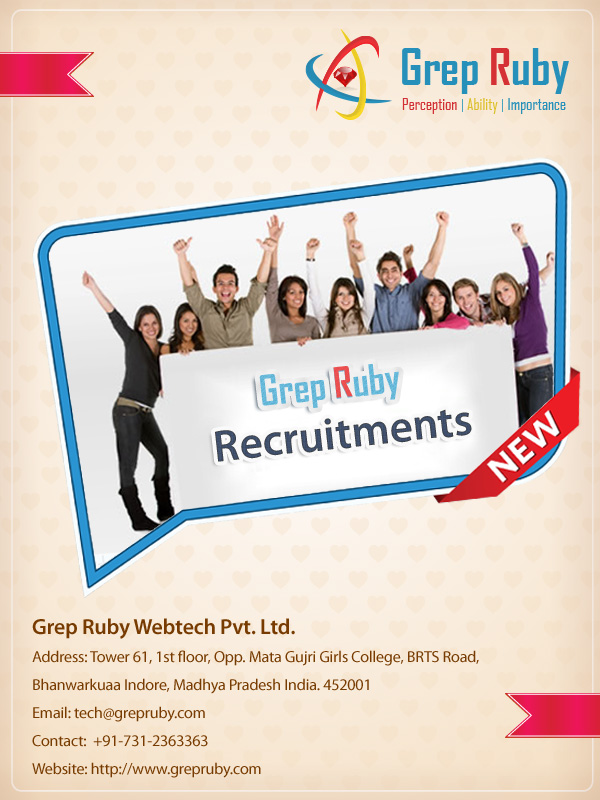 Grep Ruby
Perception | Ability | Importance
Grep Ruby
Recruitments
NEW
Grep Ruby Webtech Pvt. Ltd.
Address: Tower 61, 1st floor, Opp. Mata Gujri Girls College, BRTS Road,
Bhanwarkuaa Indore, Madhya Pradesh India. 452001
Email: tech@grepruby.com
Contact: +91-731-2363363
Website: http://www.grepruby.com